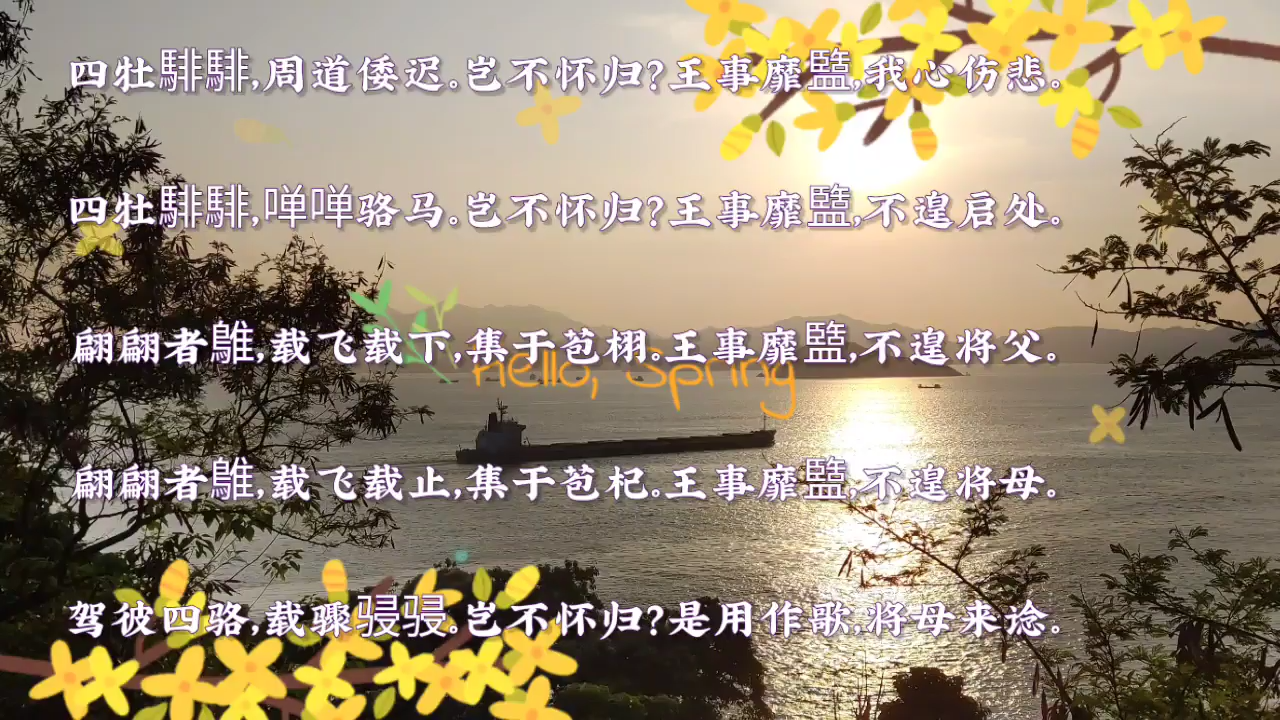 四牡騑騑,周道倭迟。岂不怀归?王事靡盬,我心伤悲。
四牡騑騑,啴啴骆马。岂不怀归?王事靡盬,不遑启处。
翩翩者鵻,载飞载下,集于苞栩。王事靡盬,不遑将父。
hello, Spring
翩翩者鵻,载飞载止,集于苞杞。王事靡盬,不遑将母。
驾彼四骆,载骤骎骎。岂不怀归?是用作歌,将母来谂。